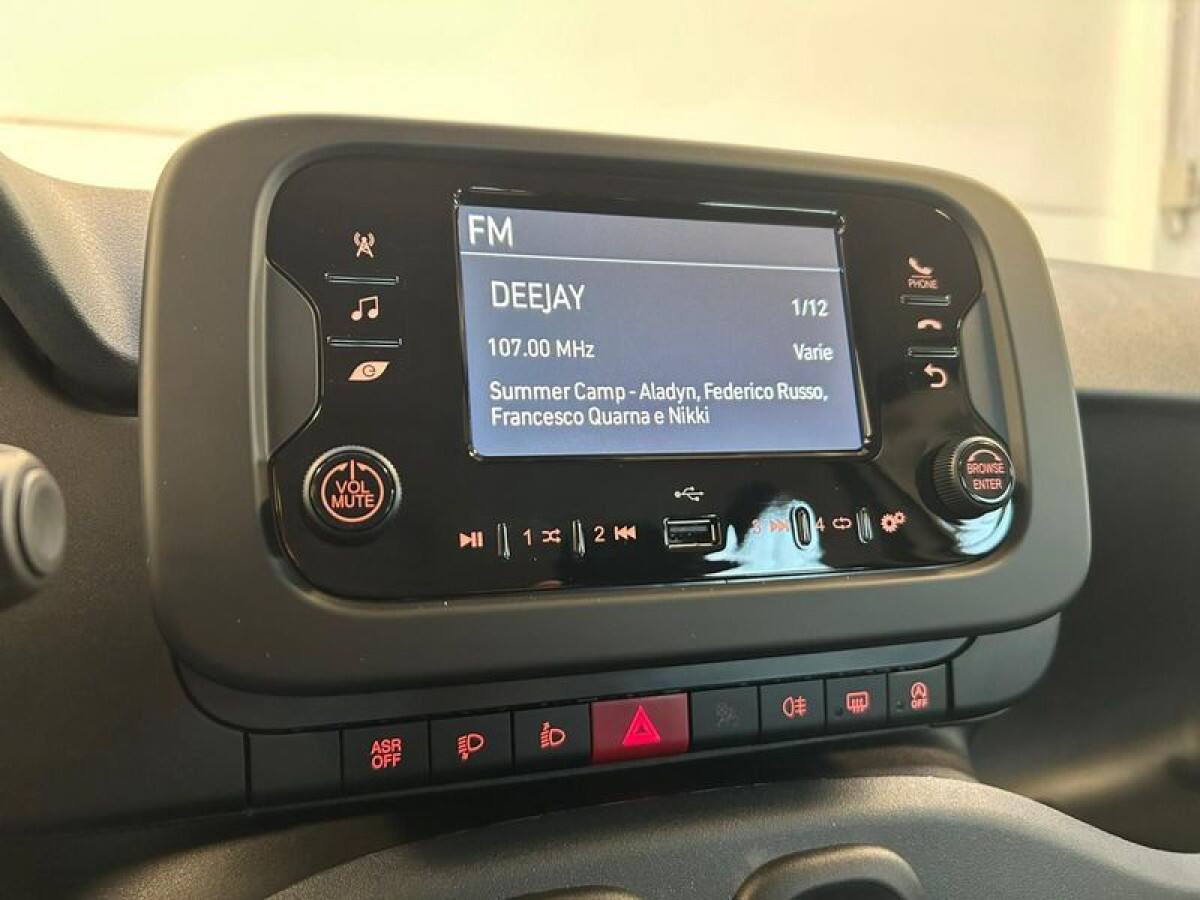 FM
DEEJAY
1/12
107.00 MHz
Varie
Summer Camp - Aladyn, Federico Russo,
Francesco Quarna e Nikki
PHONE
VOL
MUTE
BROWSE
ENTER
1
2
3
4
ASR
OFF
OFF